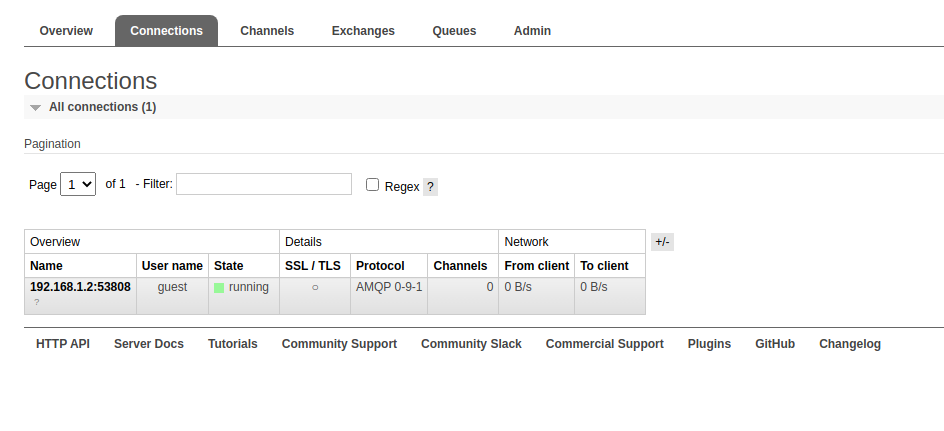 Overview Connections Channels Exchanges Queues Admin
Connections
All connections (1)
Pagination
Page 1 of 1 - Filter: Regex ?
Overview Details Network +/-
Name User name State SSL / TLS Protocol Channels From client To client
192.168.1.2:53808 guest running ○ AMQP 0-9-1 0 0 B/s 0 B/s
?
HTTP API Server Docs Tutorials Community Support Community Slack Commercial Support Plugins GitHub Changelog